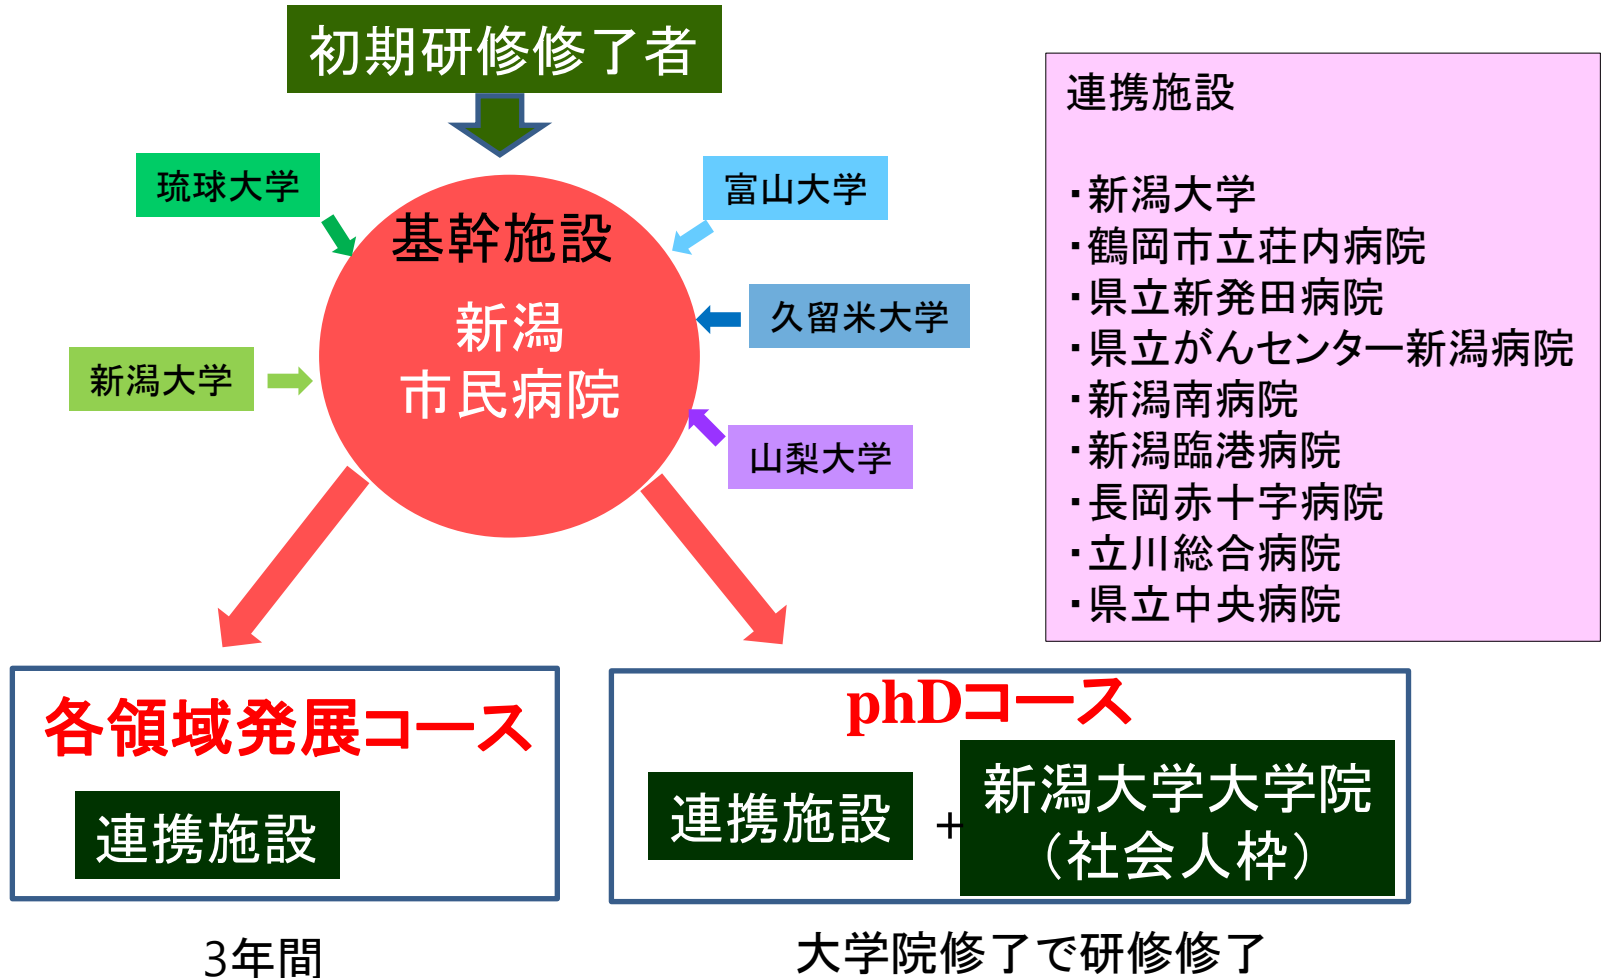 初期研修修了者
琉球大学
富山大学
基幹施設
新潟
市民病院
久留米大学
新潟大学
山梨大学
連携施設
・新潟大学
・鶴岡市立荘内病院
・県立新発田病院
・県立がんセンター新潟病院
・新潟南病院
・新潟臨港病院
・長岡赤十字病院
・立川総合病院
・県立中央病院
各領域発展コース
連携施設
3年間
phDコース
連携施設
+
新潟大学大学院
（社会人枠）
大学院修了で研修修了